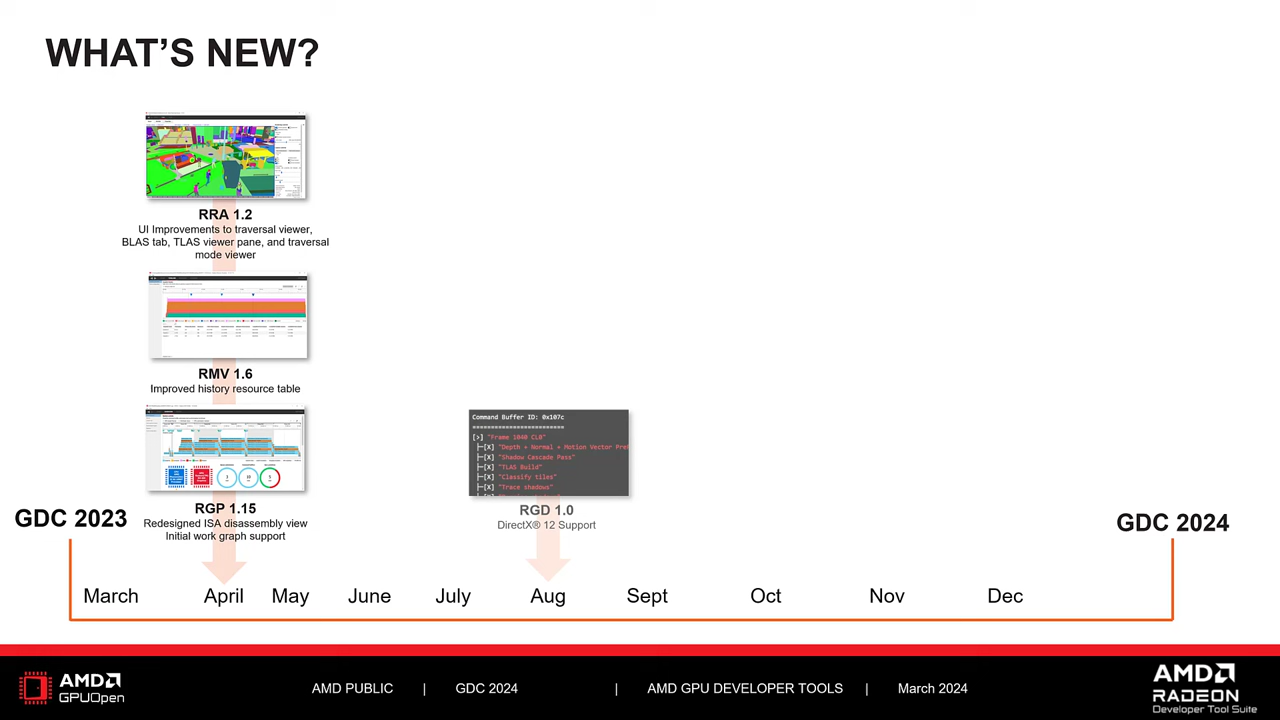 WHAT'S NEW?
RRA 1.2
UI Improvements to traversal viewer,
BLAS tab, TLAS viewer pane, and traversal
mode viewer
RMV 1.6
Improved history resource table
RGP 1.15
Redesigned ISA disassembly view
Initial work graph support
Command Buffer ID: 0x107c
========================
[>] "Frame 1040 CL0"
├─[X] "Depth + Normal + Motion Vector Pre
├─[X] "Shadow Cascade Pass"
├─[X] "TLAS Build"
├─[X] "Classify tiles"
├─[X] "Trace shadows"
RGD 1.0
DirectX® 12 Support
GDC 2023
GDC 2024
March April May June July Aug Sept Oct Nov Dec
AMD GPUOpen
AMD PUBLIC | GDC 2024 | AMD GPU DEVELOPER TOOLS | March 2024
AMD
RADEON
Developer Tool Suite